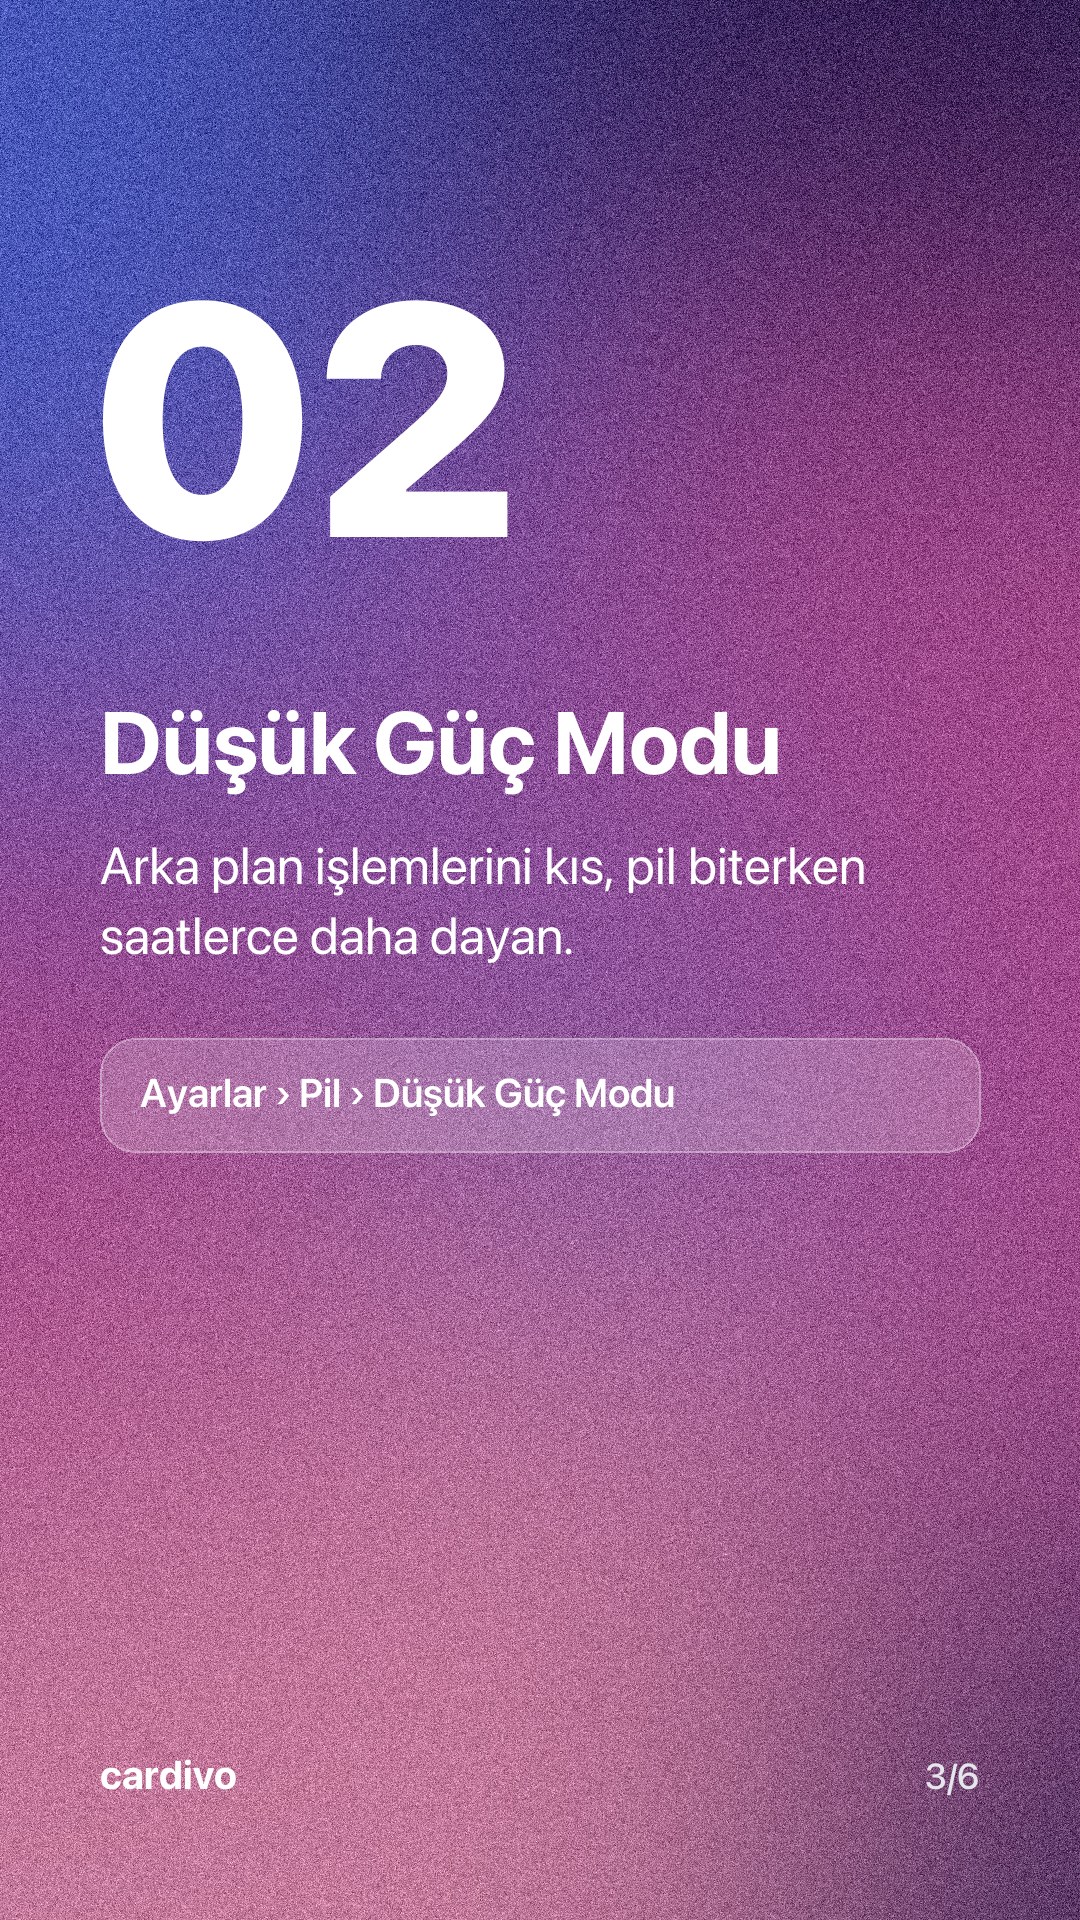 02
Düşük Güç Modu
Arka plan işlemlerini kıs, pil biterken
saatlerce daha dayan.
Ayarlar › Pil › Düşük Güç Modu
cardivo
3/6